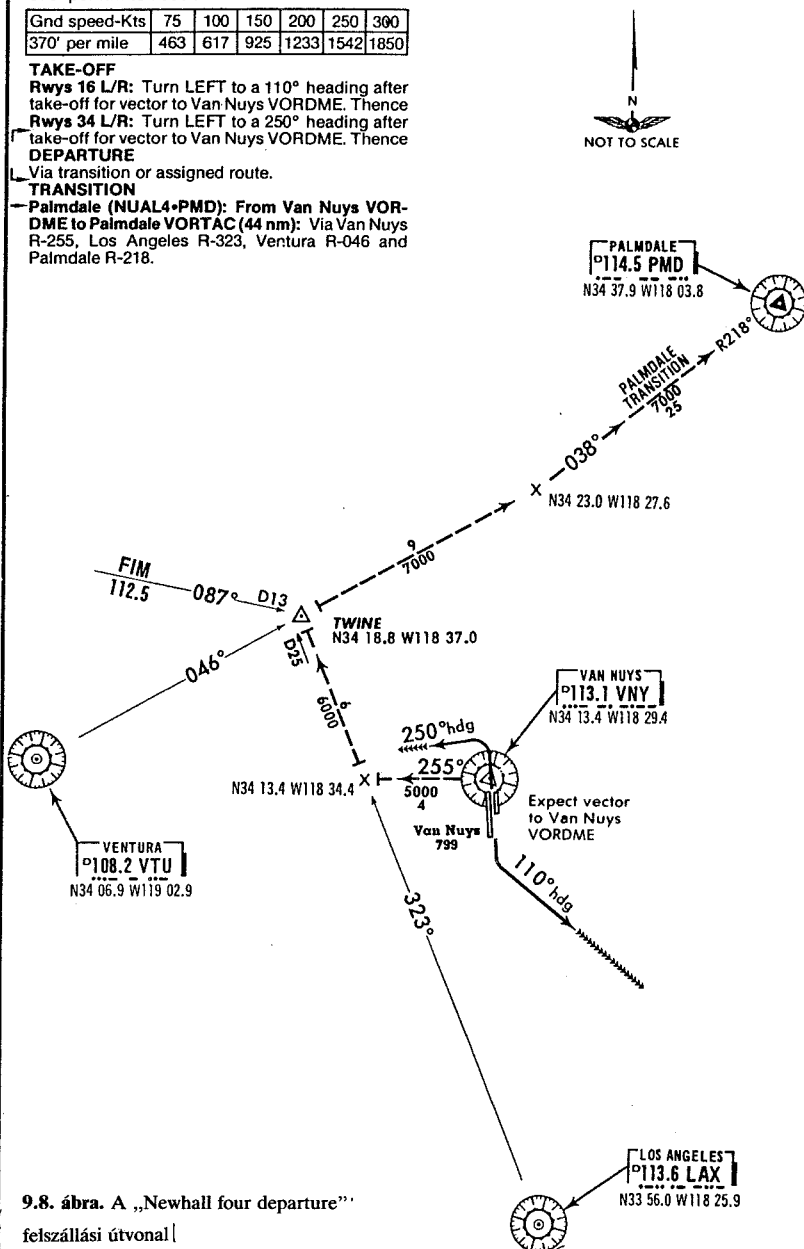 Gnd speed-Kts 75 100 150 200 250 300
370' per mile 463 617 925 1233 1542 1850
TAKE-OFF
Rwys 16 L/R: Turn LEFT to a 110° heading after
take-off for vector to Van Nuys VORDME. Thence
Rwys 34 L/R: Turn LEFT to a 250° heading after
take-off for vector to Van Nuys VORDME. Thence
DEPARTURE
Via transition or assigned route.
TRANSITION
Palmdale (NUAL4•PMD): From Van Nuys VOR-
DME to Palmdale VORTAC (44 nm): Via Van Nuys
R-255, Los Angeles R-323, Ventura R-046 and
Palmdale R-218.
N
NOT TO SCALE
PALMDALE
D114.5 PMD
N34 37.9 W118 03.8
R218°
PALMDALE
TRANSITION
7000
25
038°
N34 23.0 W118 27.6
9
7000
FIM
112.5
087°
D13
TWINE
N34 18.8 W118 37.0
D25
046°
6
6000
VAN NUYS
D113.1 VNY
N34 13.4 W118 29.4
250°hdg
255°
N34 13.4 W118 34.4
5000
4
Expect vector
to Van Nuys
VORDME
Van Nuys
799
VENTURA
D108.2 VTU
N34 06.9 W119 02.9
110°hdg
323°
LOS ANGELES
D113.6 LAX
N33 56.0 W118 25.9
9.8. ábra. A „Newhall four departure”
felszállási útvonal